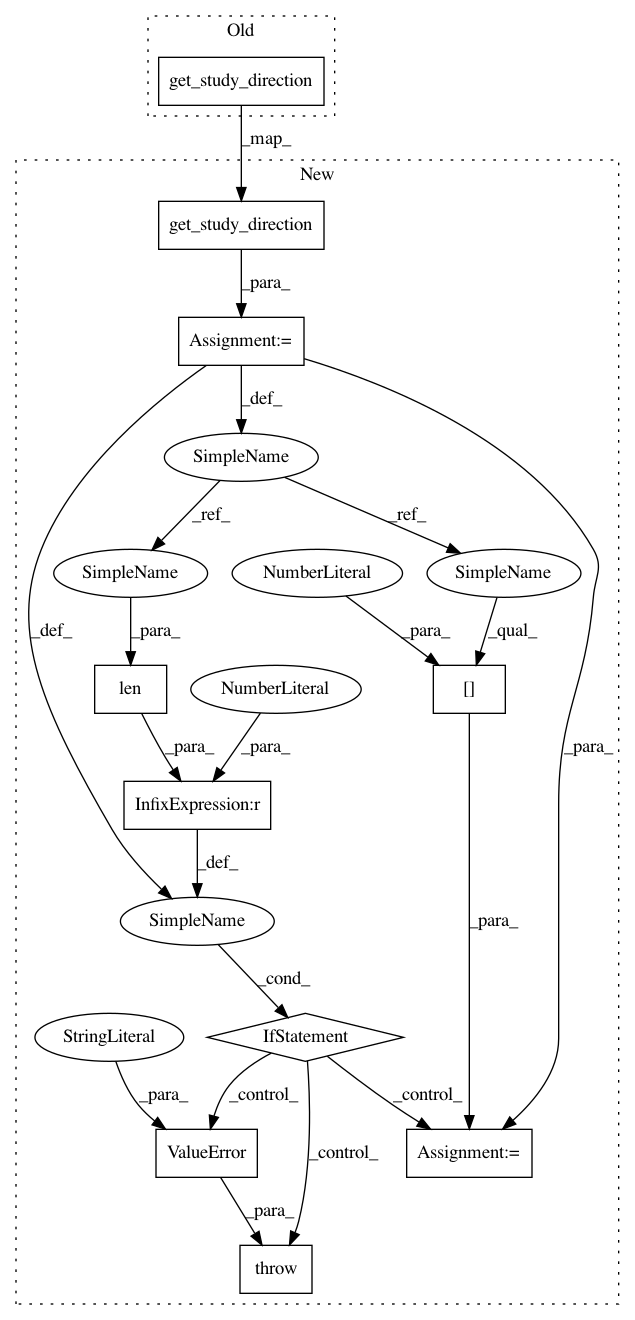 Old
get_study_direction
_map_
New
get_study_direction
_para_
Assignment:=
_def_
SimpleName
_ref_
_ref_
SimpleName
NumberLiteral
SimpleName
_def_
_para_
_para_
_qual_
len
NumberLiteral
[]
_para_
_para_
_para_
InfixExpression:r
_def_
SimpleName
_para_
_cond_
StringLiteral
IfStatement
_para_
_control_
_control_
ValueError
_control_
Assignment:=
_para_
throw